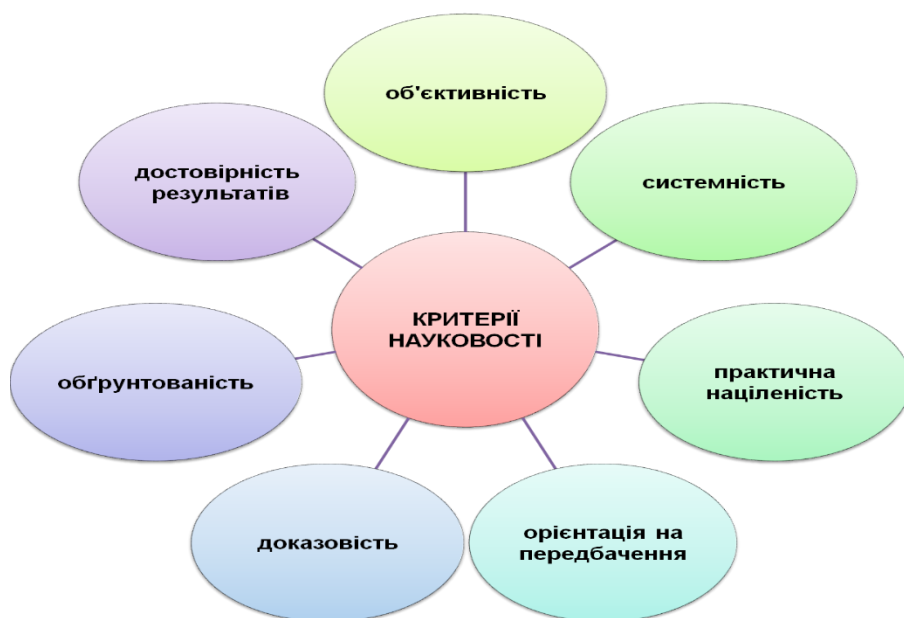 об'єктивність
системність
практична
націленість
орієнтація на
передбачення
доказовість
обґрунтованість
достовірність
результатів
КРИТЕРІЇ
НАУКОВОСТІ